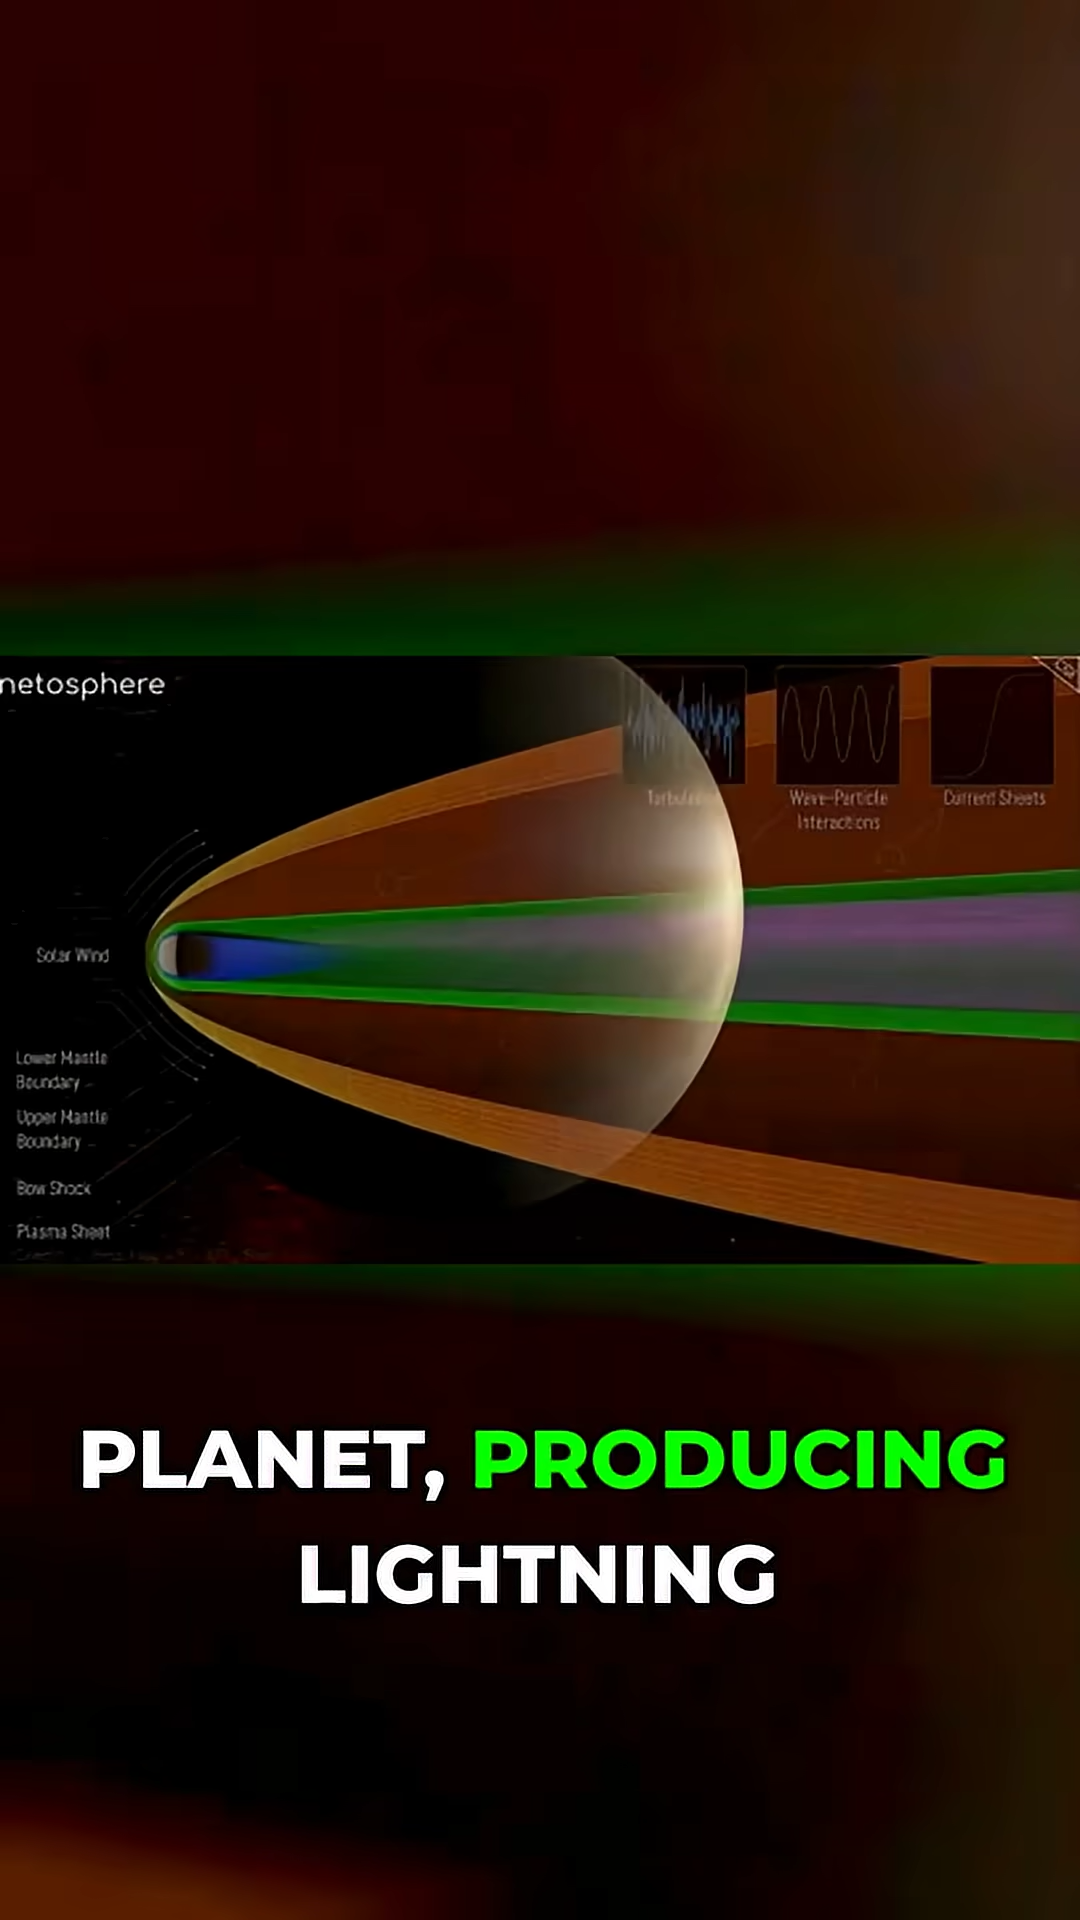 netosphere
Wave-Particle
Interactions
Current Sheets
Solar Wind
Lower Mantle
Boundary
Upper Mantle
Boundary
Bow Shock
Plasma Sheet
PLANET, PRODUCING
LIGHTNING